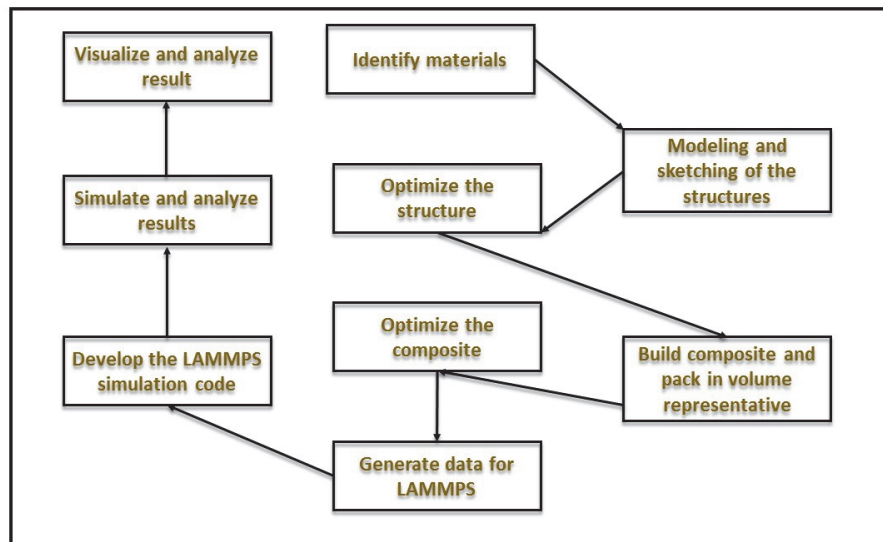 Visualize and analyze
result
Identify materials
Modeling and
sketching of the
structures
Simulate and analyze
results
Optimize the
structure
Develop the LAMMPS
simulation code
Optimize the
composite
Build composite and
pack in volume
representative
Generate data for
LAMMPS